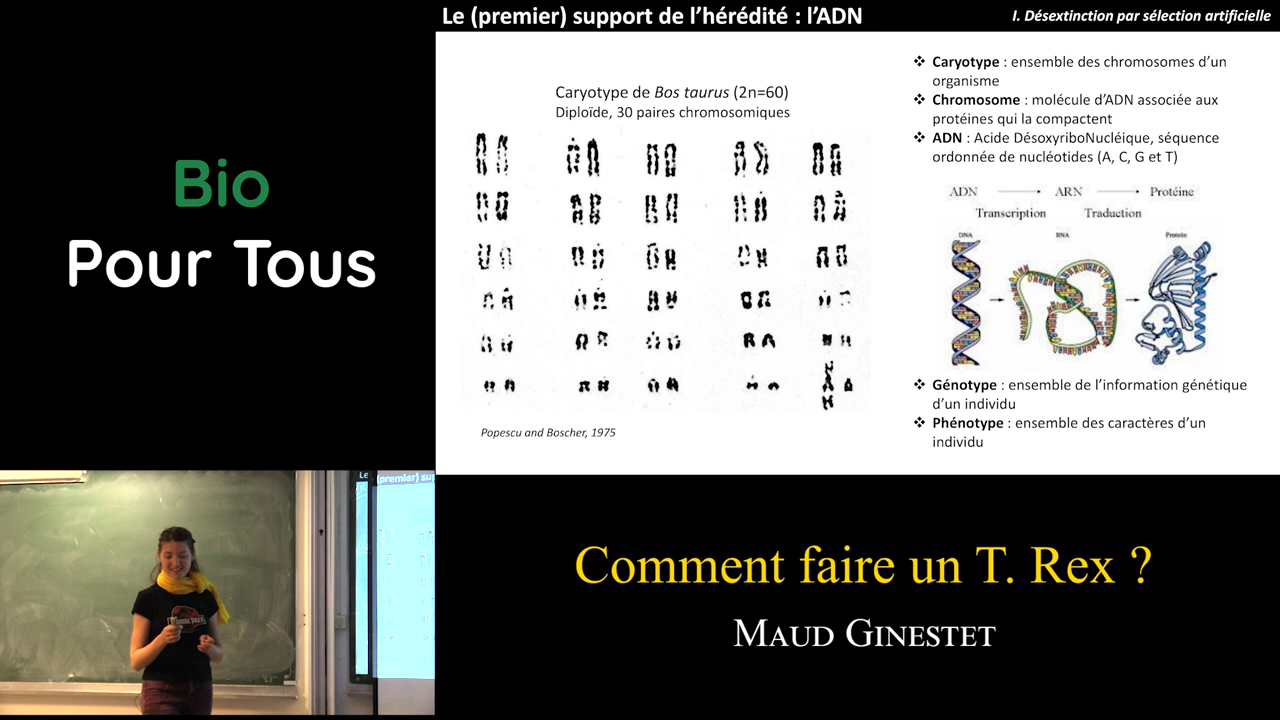 Le (premier) support de l'hérédité : l'ADN
I. Désextinction par sélection artificielle
Bio
Pour Tous
Caryotype de Bos taurus (2n=60)
Diploïde, 30 paires chromosomiques
Popescu and Boscher, 1975
❖ Caryotype : ensemble des chromosomes d'un
organisme
❖ Chromosome : molécule d'ADN associée aux
protéines qui la compactent
❖ ADN : Acide DésoxyriboNucléique, séquence
ordonnée de nucléotides (A, C, G et T)
ADN ARN Protéine
Transcription Traduction
DNA RNA Protein
❖ Génotype : ensemble de l'information génétique
d'un individu
❖ Phénotype : ensemble des caractères d'un
individu
Le (premier) sup
Comment faire un T. Rex ?
Maud Ginestet